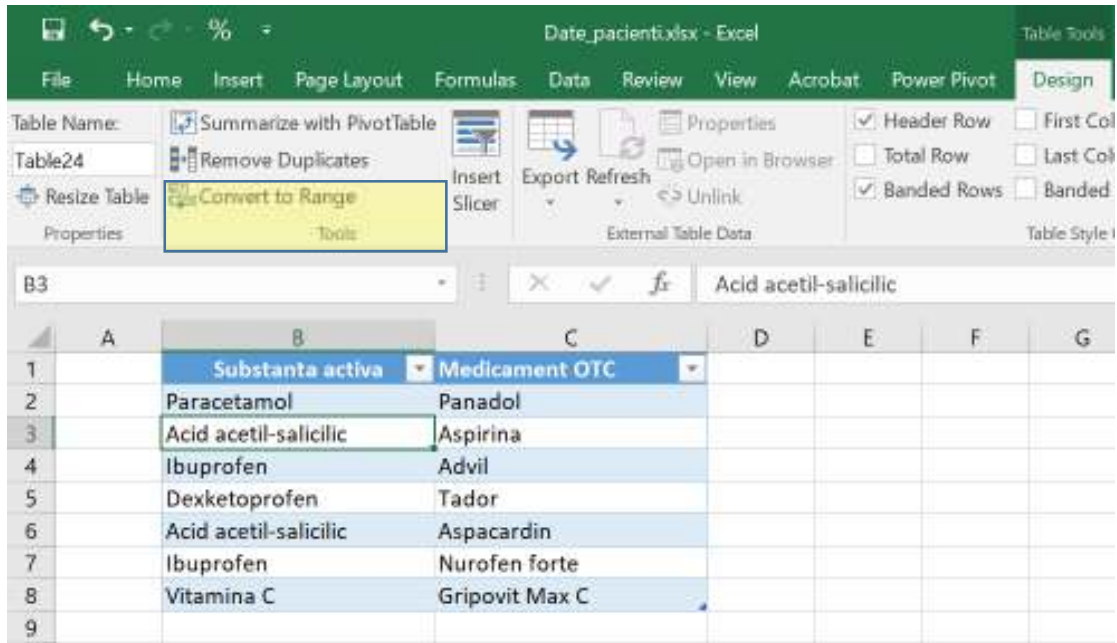 % Date_pacienti.xlsx - Excel Table Tools
File Home Insert Page Layout Formulas Data Review View Acrobat Power Pivot Design
Table Name: Summarize with PivotTable Properties Header Row First Col
Table24 Remove Duplicates Insert Slicer Export Refresh Open in Browser Total Row Last Col
Resize Table Convert to Range Unlink Banded Rows Banded
Properties Tools External Table Data Table Style
B3 fx Acid acetil-salicilic
A B C D E F G
1 Substanta activa Medicament OTC
2 Paracetamol Panadol
3 Acid acetil-salicilic Aspirina
4 Ibuprofen Advil
5 Dexketoprofen Tador
6 Acid acetil-salicilic Aspacardin
7 Ibuprofen Nurofen forte
8 Vitamina C Gripovit Max C
9